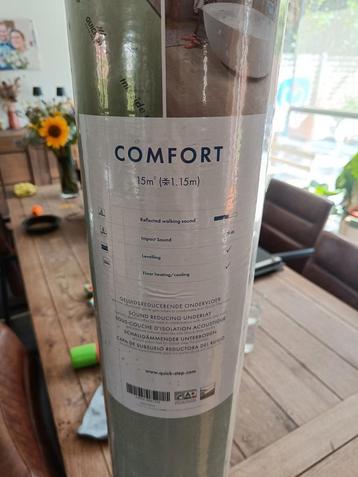 COMFORT
15m² (1.15m)
Reflected walking sound
Impact Sound
Levelling
Floor heating/cooling
GELUIDSREDUCERENDE ONDERVLOER
SOUND REDUCING UNDERLAY
SOUS-COUCHE D'ISOLATION ACOUSTIQUE
SCHALLDÄMMENDER UNTERBODEN
CAPA DE SUBSUELO REDUCTORA DEL RUIDO
www.quick-step.com